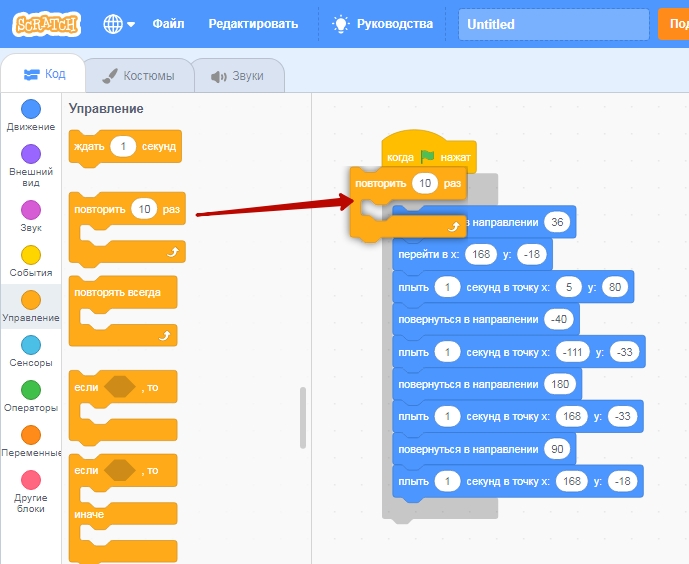 SCRATCH Файл Редактировать Руководства Untitled По
Код Костюмы Звуки
Движение
Внешний
вид
Звук
События
Управление
Сенсоры
Операторы
Переменные
Другие
блоки
Управление
ждать 1 секунд
повторить 10 раз
повторять всегда
если , то
если , то
иначе
когда нажат
повторить 10 раз
в направлении 36
перейти в x: 168 y: -18
плыть 1 секунд в точку x: 5 y: 80
повернуться в направлении -40
плыть 1 секунд в точку x: -111 y: -33
повернуться в направлении 180
плыть 1 секунд в точку x: 168 y: -33
повернуться в направлении 90
плыть 1 секунд в точку x: 168 y: -18